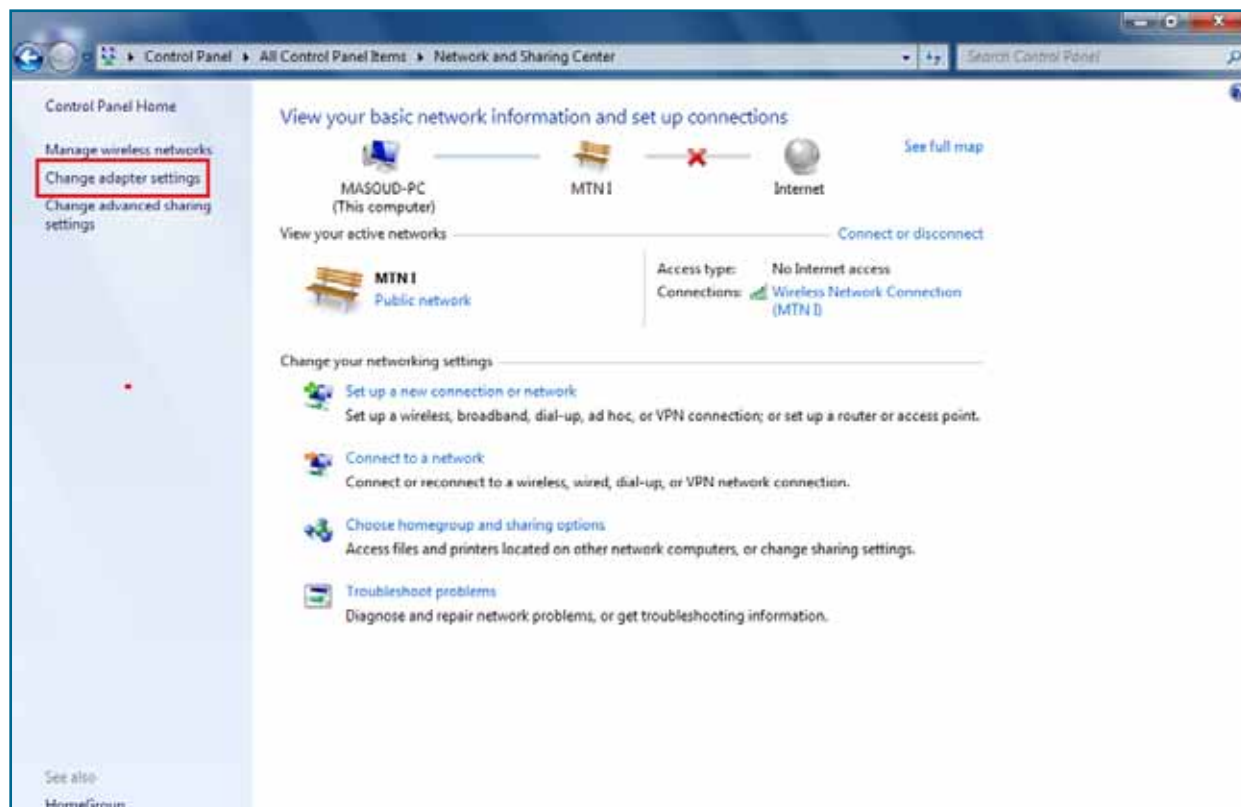 Control Panel ▸ All Control Panel Items ▸ Network and Sharing Center
Search Control Panel
Control Panel Home
Manage wireless networks
Change adapter settings
Change advanced sharing
settings
View your basic network information and set up connections
See full map
MASOUD-PC
(This computer)
MTN I
Internet
View your active networks
Connect or disconnect
MTN I
Public network
Access type: No Internet access
Connections: Wireless Network Connection
(MTN I)
Change your networking settings
Set up a new connection or network
Set up a wireless, broadband, dial-up, ad hoc, or VPN connection; or set up a router or access point.
Connect to a network
Connect or reconnect to a wireless, wired, dial-up, or VPN network connection.
Choose homegroup and sharing options
Access files and printers located on other network computers, or change sharing settings.
Troubleshoot problems
Diagnose and repair network problems, or get troubleshooting information.
See also
HomeGroup